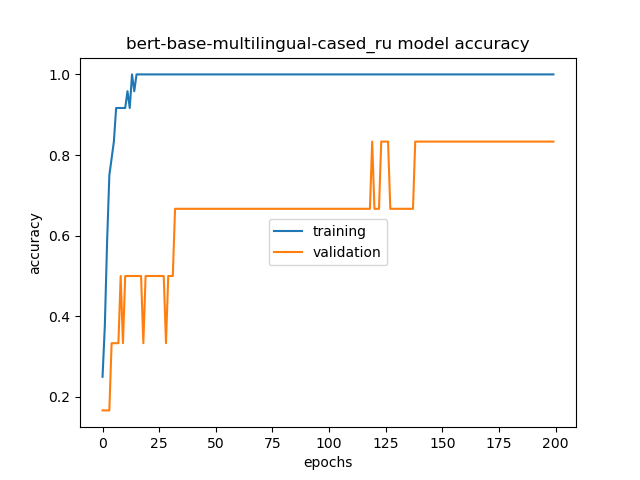 bert-base-multilingual-cased_ru model accuracy
1.0
0.8
0.6
0.4
0.2
accuracy
training
validation
0 25 50 75 100 125 150 175 200
epochs